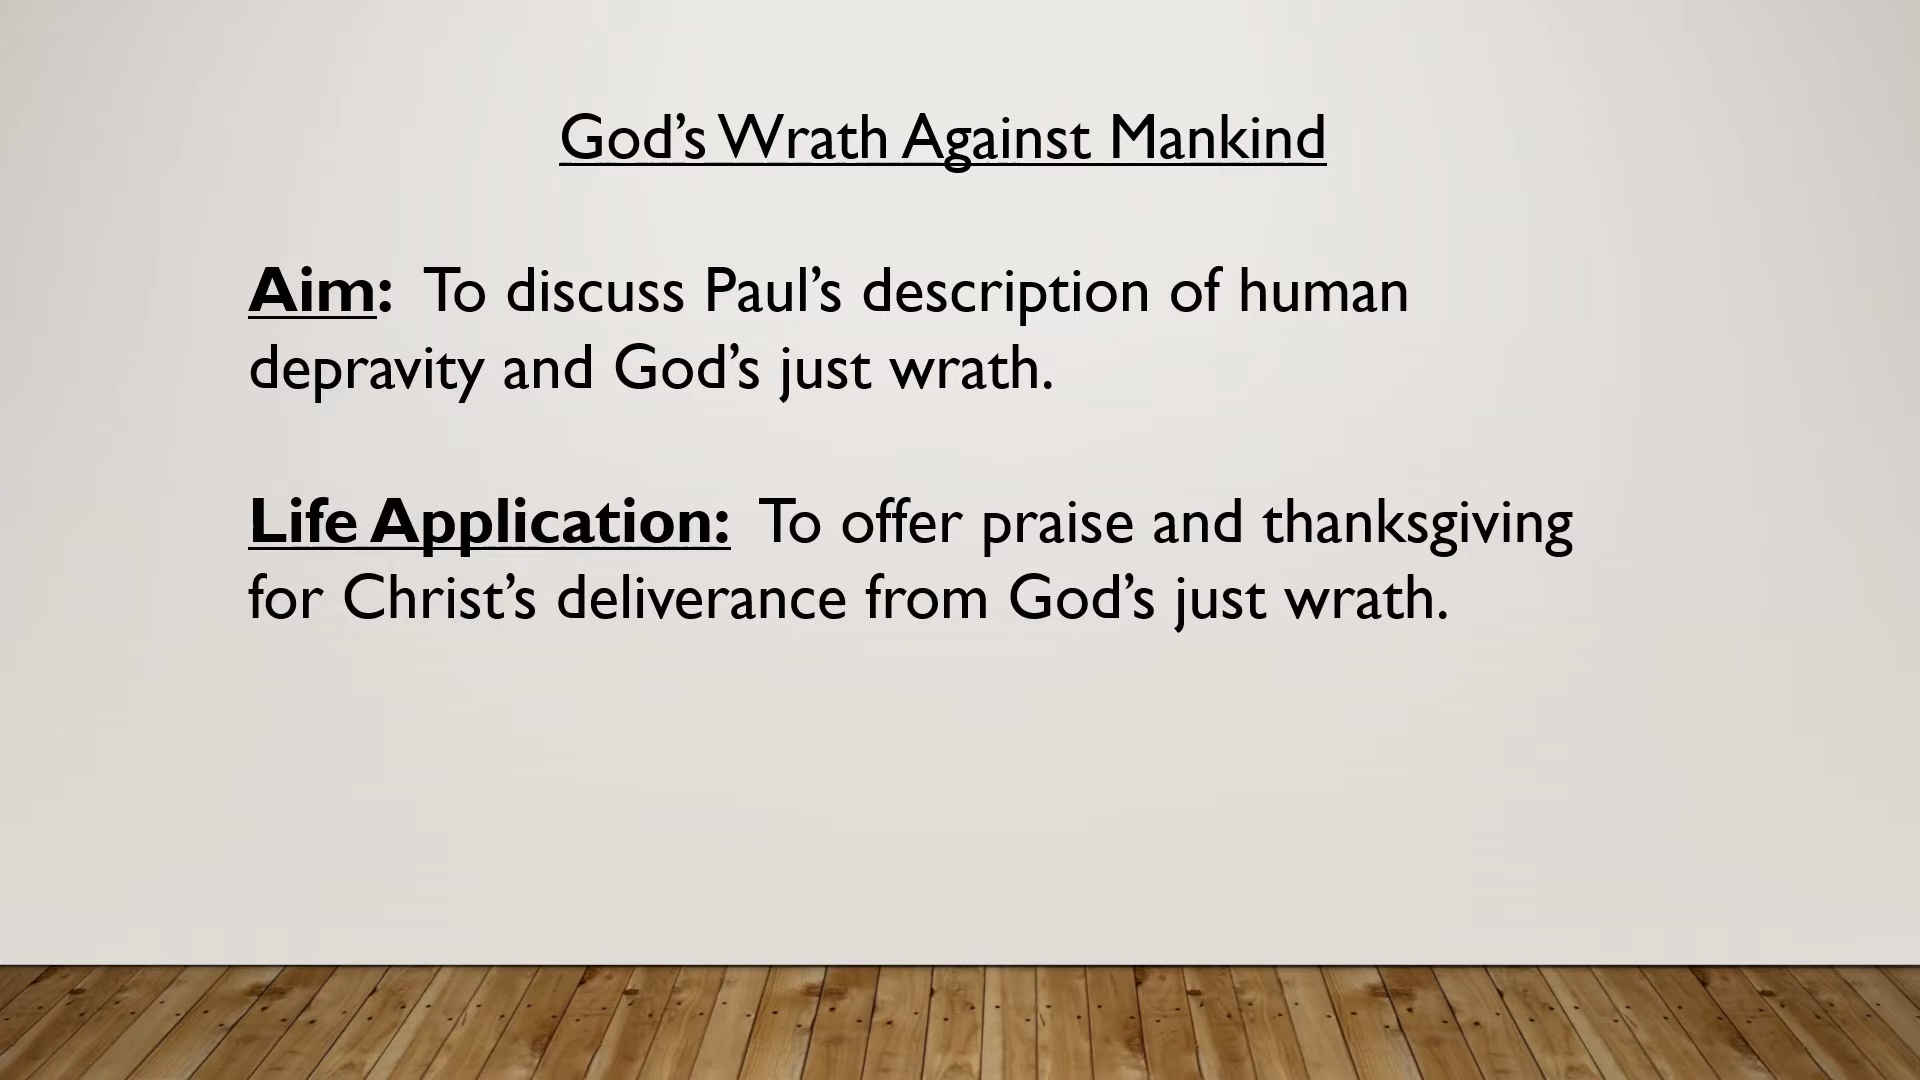 God’s Wrath Against Mankind
Aim: To discuss Paul’s description of human
depravity and God’s just wrath.
Life Application: To offer praise and thanksgiving
for Christ’s deliverance from God’s just wrath.